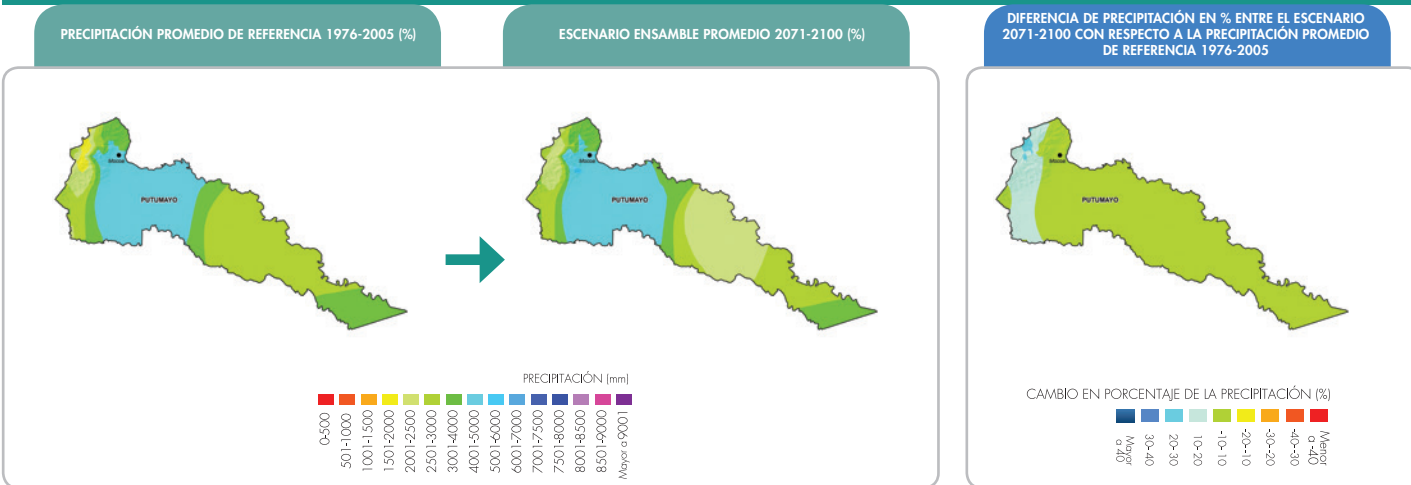 PRECIPITACIÓN PROMEDIO DE REFERENCIA 1976-2005 (%)
ESCENARIO ENSAMBLE PROMEDIO 2071-2100 (%)
DIFERENCIA DE PRECIPITACIÓN EN % ENTRE EL ESCENARIO
2071-2100 CON RESPECTO A LA PRECIPITACIÓN PROMEDIO
DE REFERENCIA 1976-2005
Mocoa
PUTUMAYO
Mocoa
PUTUMAYO
Mocoa
PUTUMAYO
PRECIPITACIÓN (mm)
0-500
501-1000
1001-1500
1501-2000
2001-2500
2501-3000
3001-4000
4001-5000
5001-6000
6001-7000
7001-7500
7501-8000
8001-8500
8501-9000
Mayor a 9001
CAMBIO EN PORCENTAJE DE LA PRECIPITACIÓN (%)
Mayor
a 40
30-40
20-30
10-20
-10-10
-20-10
-30-20
-40-30
Menor
a -40